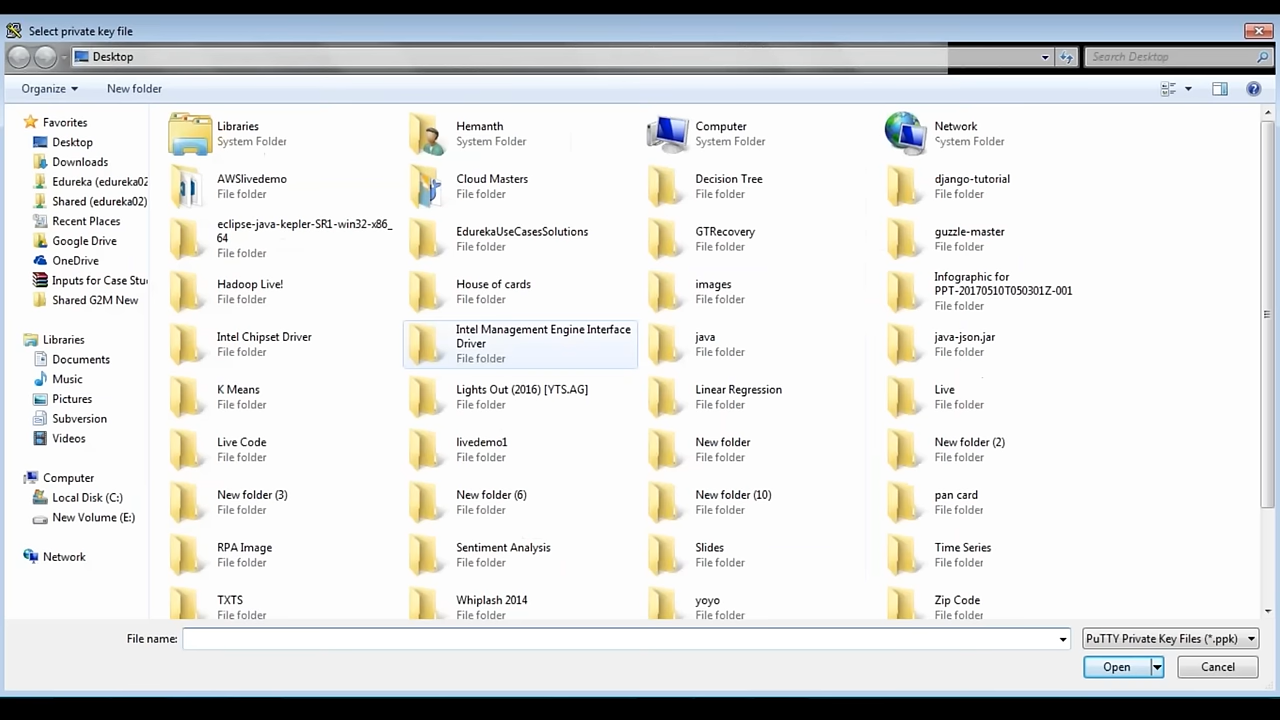 Select private key file
Desktop
Search Desktop
Organize
New folder
Favorites
Desktop
Downloads
Edureka (edureka02
Shared (edureka02)
Recent Places
Google Drive
OneDrive
Inputs for Case Stu
Shared G2M New
Libraries
Documents
Music
Pictures
Subversion
Videos
Computer
Local Disk (C:)
New Volume (E:)
Network
Libraries
System Folder
Hemanth
System Folder
Computer
System Folder
Network
System Folder
AWSlivedemo
File folder
Cloud Masters
File folder
Decision Tree
File folder
django-tutorial
File folder
eclipse-java-kepler-SR1-win32-x86_
64
File folder
EdurekaUseCasesSolutions
File folder
GTRecovery
File folder
guzzle-master
File folder
Hadoop Live!
File folder
House of cards
File folder
images
File folder
Infographic for
PPT-20170510T050301Z-001
File folder
Intel Chipset Driver
File folder
Intel Management Engine Interface
Driver
File folder
java
File folder
java-json.jar
File folder
K Means
File folder
Lights Out (2016) [YTS.AG]
File folder
Linear Regression
File folder
Live
File folder
Live Code
File folder
livedemo1
File folder
New folder
File folder
New folder (2)
File folder
New folder (3)
File folder
New folder (6)
File folder
New folder (10)
File folder
pan card
File folder
RPA Image
File folder
Sentiment Analysis
File folder
Slides
File folder
Time Series
File folder
TXTS
File folder
Whiplash 2014
File folder
yoyo
File folder
Zip Code
File folder
File name:
PuTTY Private Key Files (*.ppk)
Open
Cancel